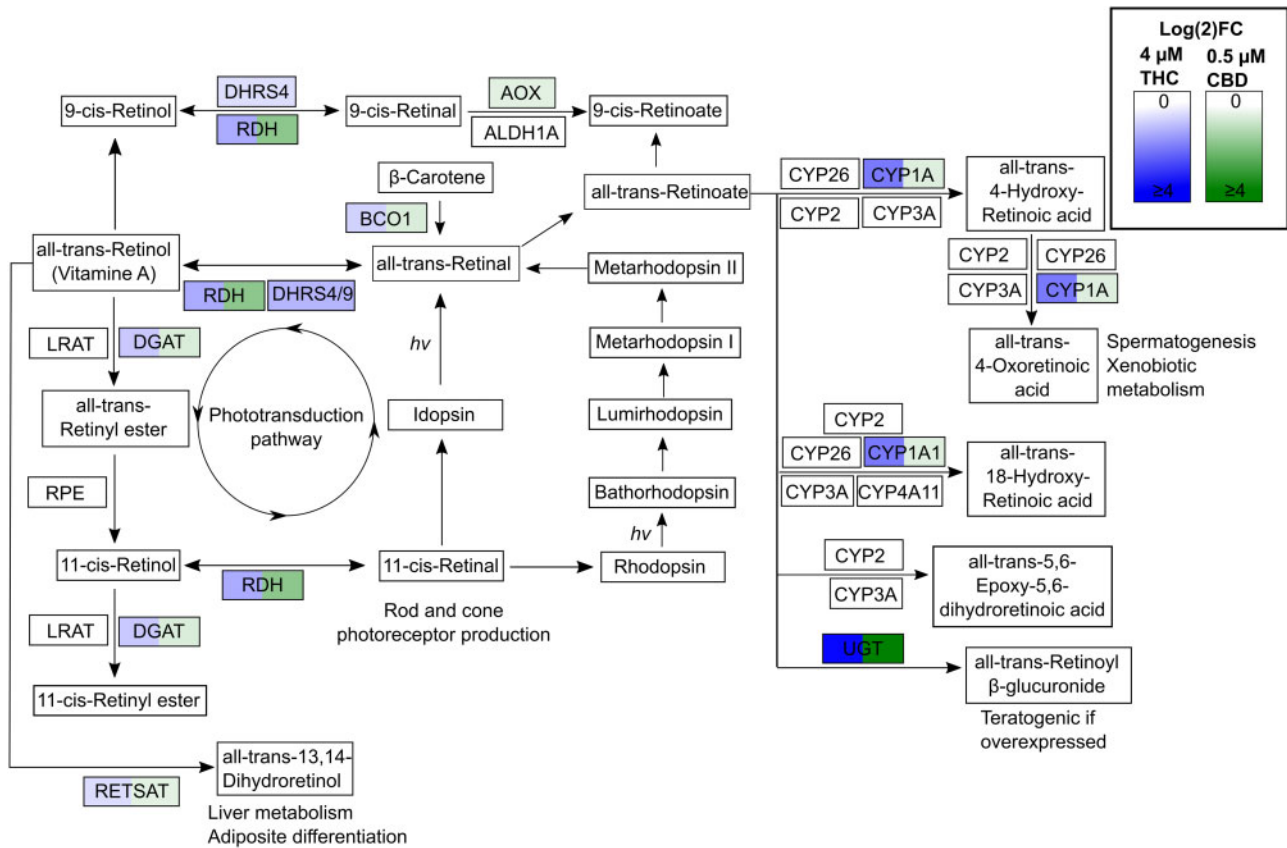 Log(2)FC
4 µM
THC
0.5 µM
CBD
0
0
≥4
≥4
DHRS4
9-cis-Retinol
RDH
9-cis-Retinal
AOX
ALDH1A
9-cis-Retinoate
β-Carotene
BCO1
all-trans-Retinoate
CYP26
CYP1A
CYP2
CYP3A
all-trans-
4-Hydroxy-
Retinoic acid
all-trans-Retinol
(Vitamine A)
all-trans-Retinal
Metarhodopsin II
RDH
DHRS4/9
CYP2
CYP26
CYP3A
CYP1A
LRAT
DGAT
hv
Metarhodopsin I
all-trans-
4-Oxoretinoic
acid
Spermatogenesis
Xenobiotic
metabolism
all-trans-
Retinyl ester
Phototransduction
pathway
Idopsin
Lumirhodopsin
CYP2
CYP26
CYP1A1
CYP3A
CYP4A11
all-trans-
18-Hydroxy-
Retinoic acid
RPE
Bathorhodopsin
hv
11-cis-Retinol
RDH
11-cis-Retinal
Rhodopsin
CYP2
CYP3A
all-trans-5,6-
Epoxy-5,6-
dihydroretinoic acid
Rod and cone
photoreceptor production
LRAT
DGAT
UGT
all-trans-Retinoyl
β-glucuronide
11-cis-Retinyl ester
Teratogenic if
overexpressed
RETSAT
all-trans-13,14-
Dihydroretinol
Liver metabolism
Adiposite differentiation